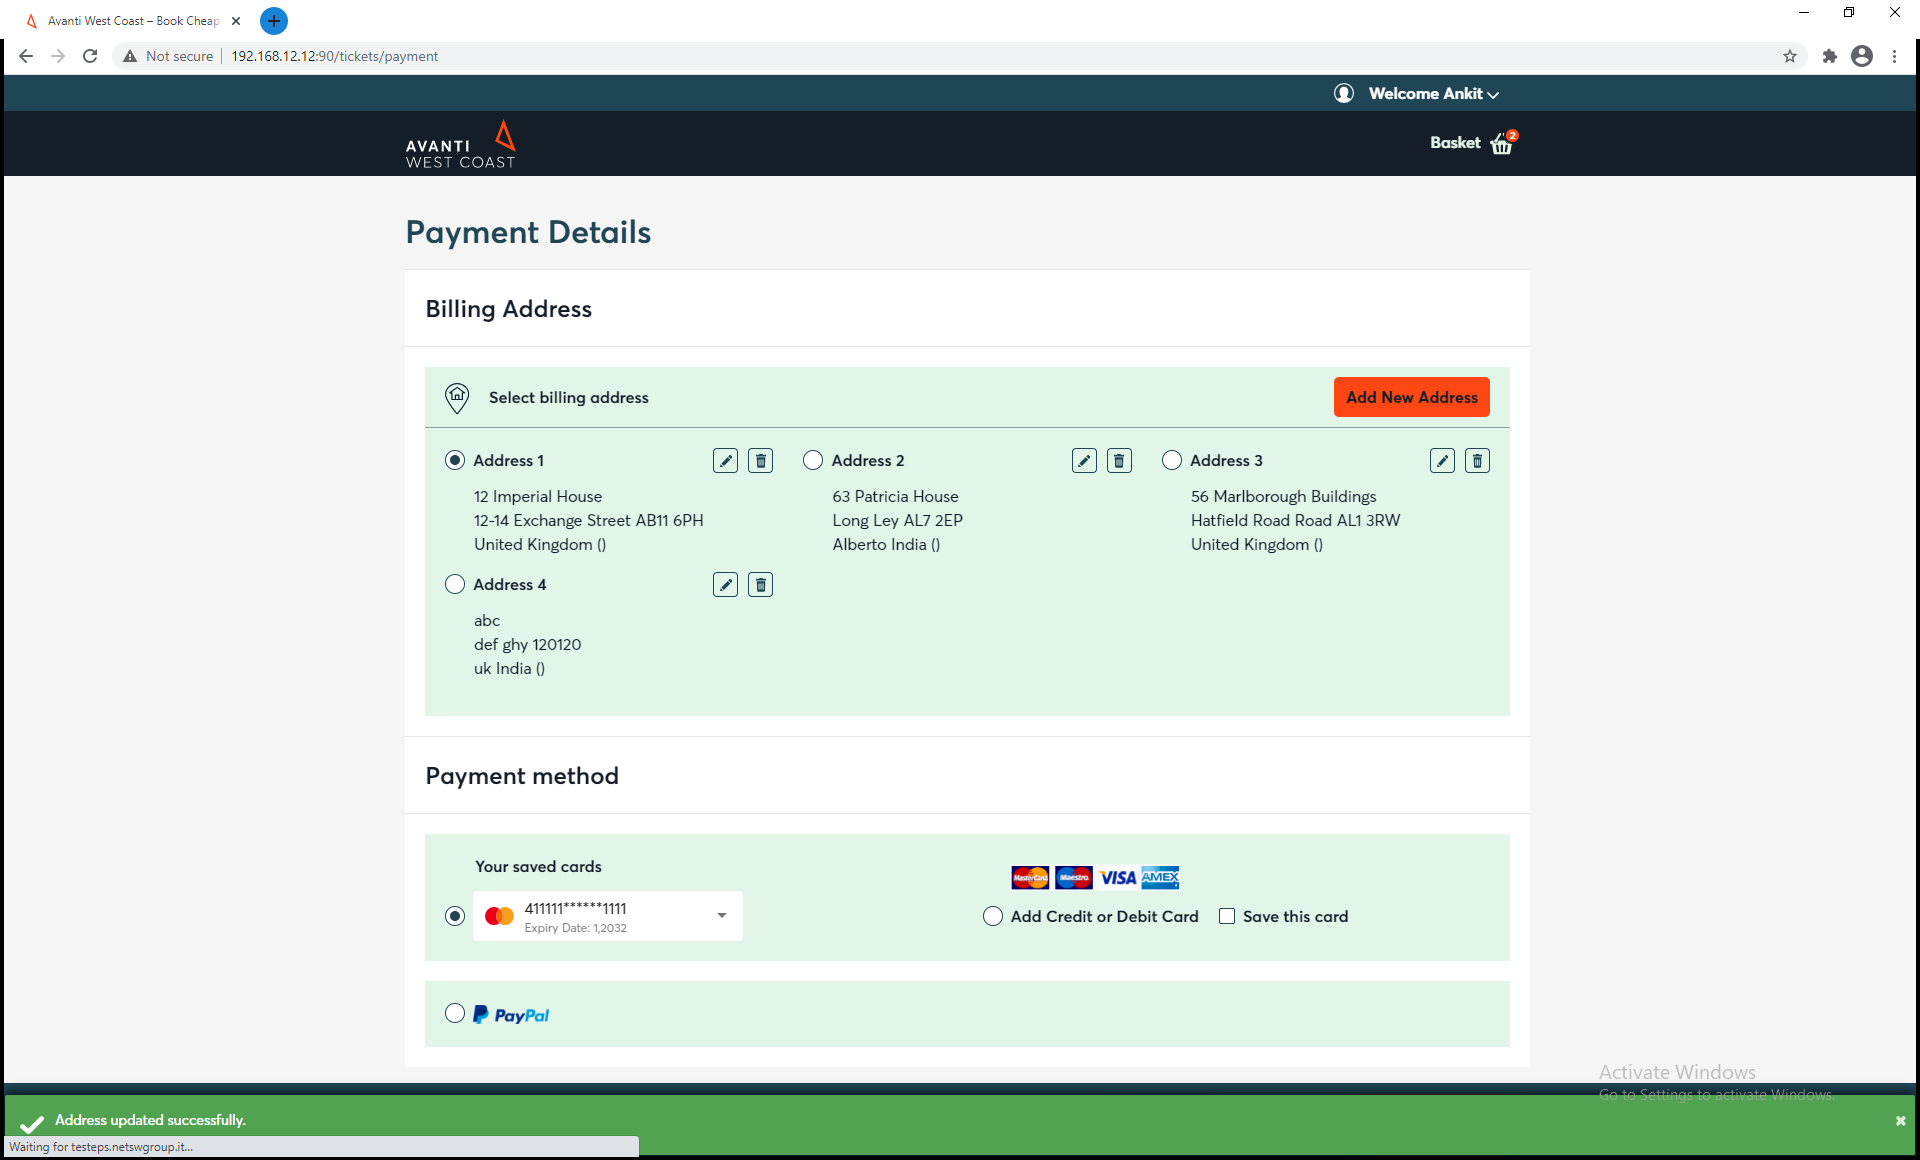 Avanti West Coast – Book Cheap
Not secure
192.168.12.12:90/tickets/payment
Welcome Ankit
AVANTI
WEST COAST
Basket
2
Payment Details
Billing Address
Select billing address
Add New Address
Address 1
12 Imperial House
12-14 Exchange Street AB11 6PH
United Kingdom ()
Address 2
63 Patricia House
Long Ley AL7 2EP
Alberto India ()
Address 3
56 Marlborough Buildings
Hatfield Road Road AL1 3RW
United Kingdom ()
Address 4
abc
def ghy 120120
uk India ()
Payment method
Your saved cards
411111******1111
Expiry Date: 1,2032
MasterCard
Maestro
VISA
AMEX
Add Credit or Debit Card
Save this card
PayPal
Activate Windows
Go to Settings to activate Windows.
Address updated successfully.
Waiting for testeps.netswgroup.it...